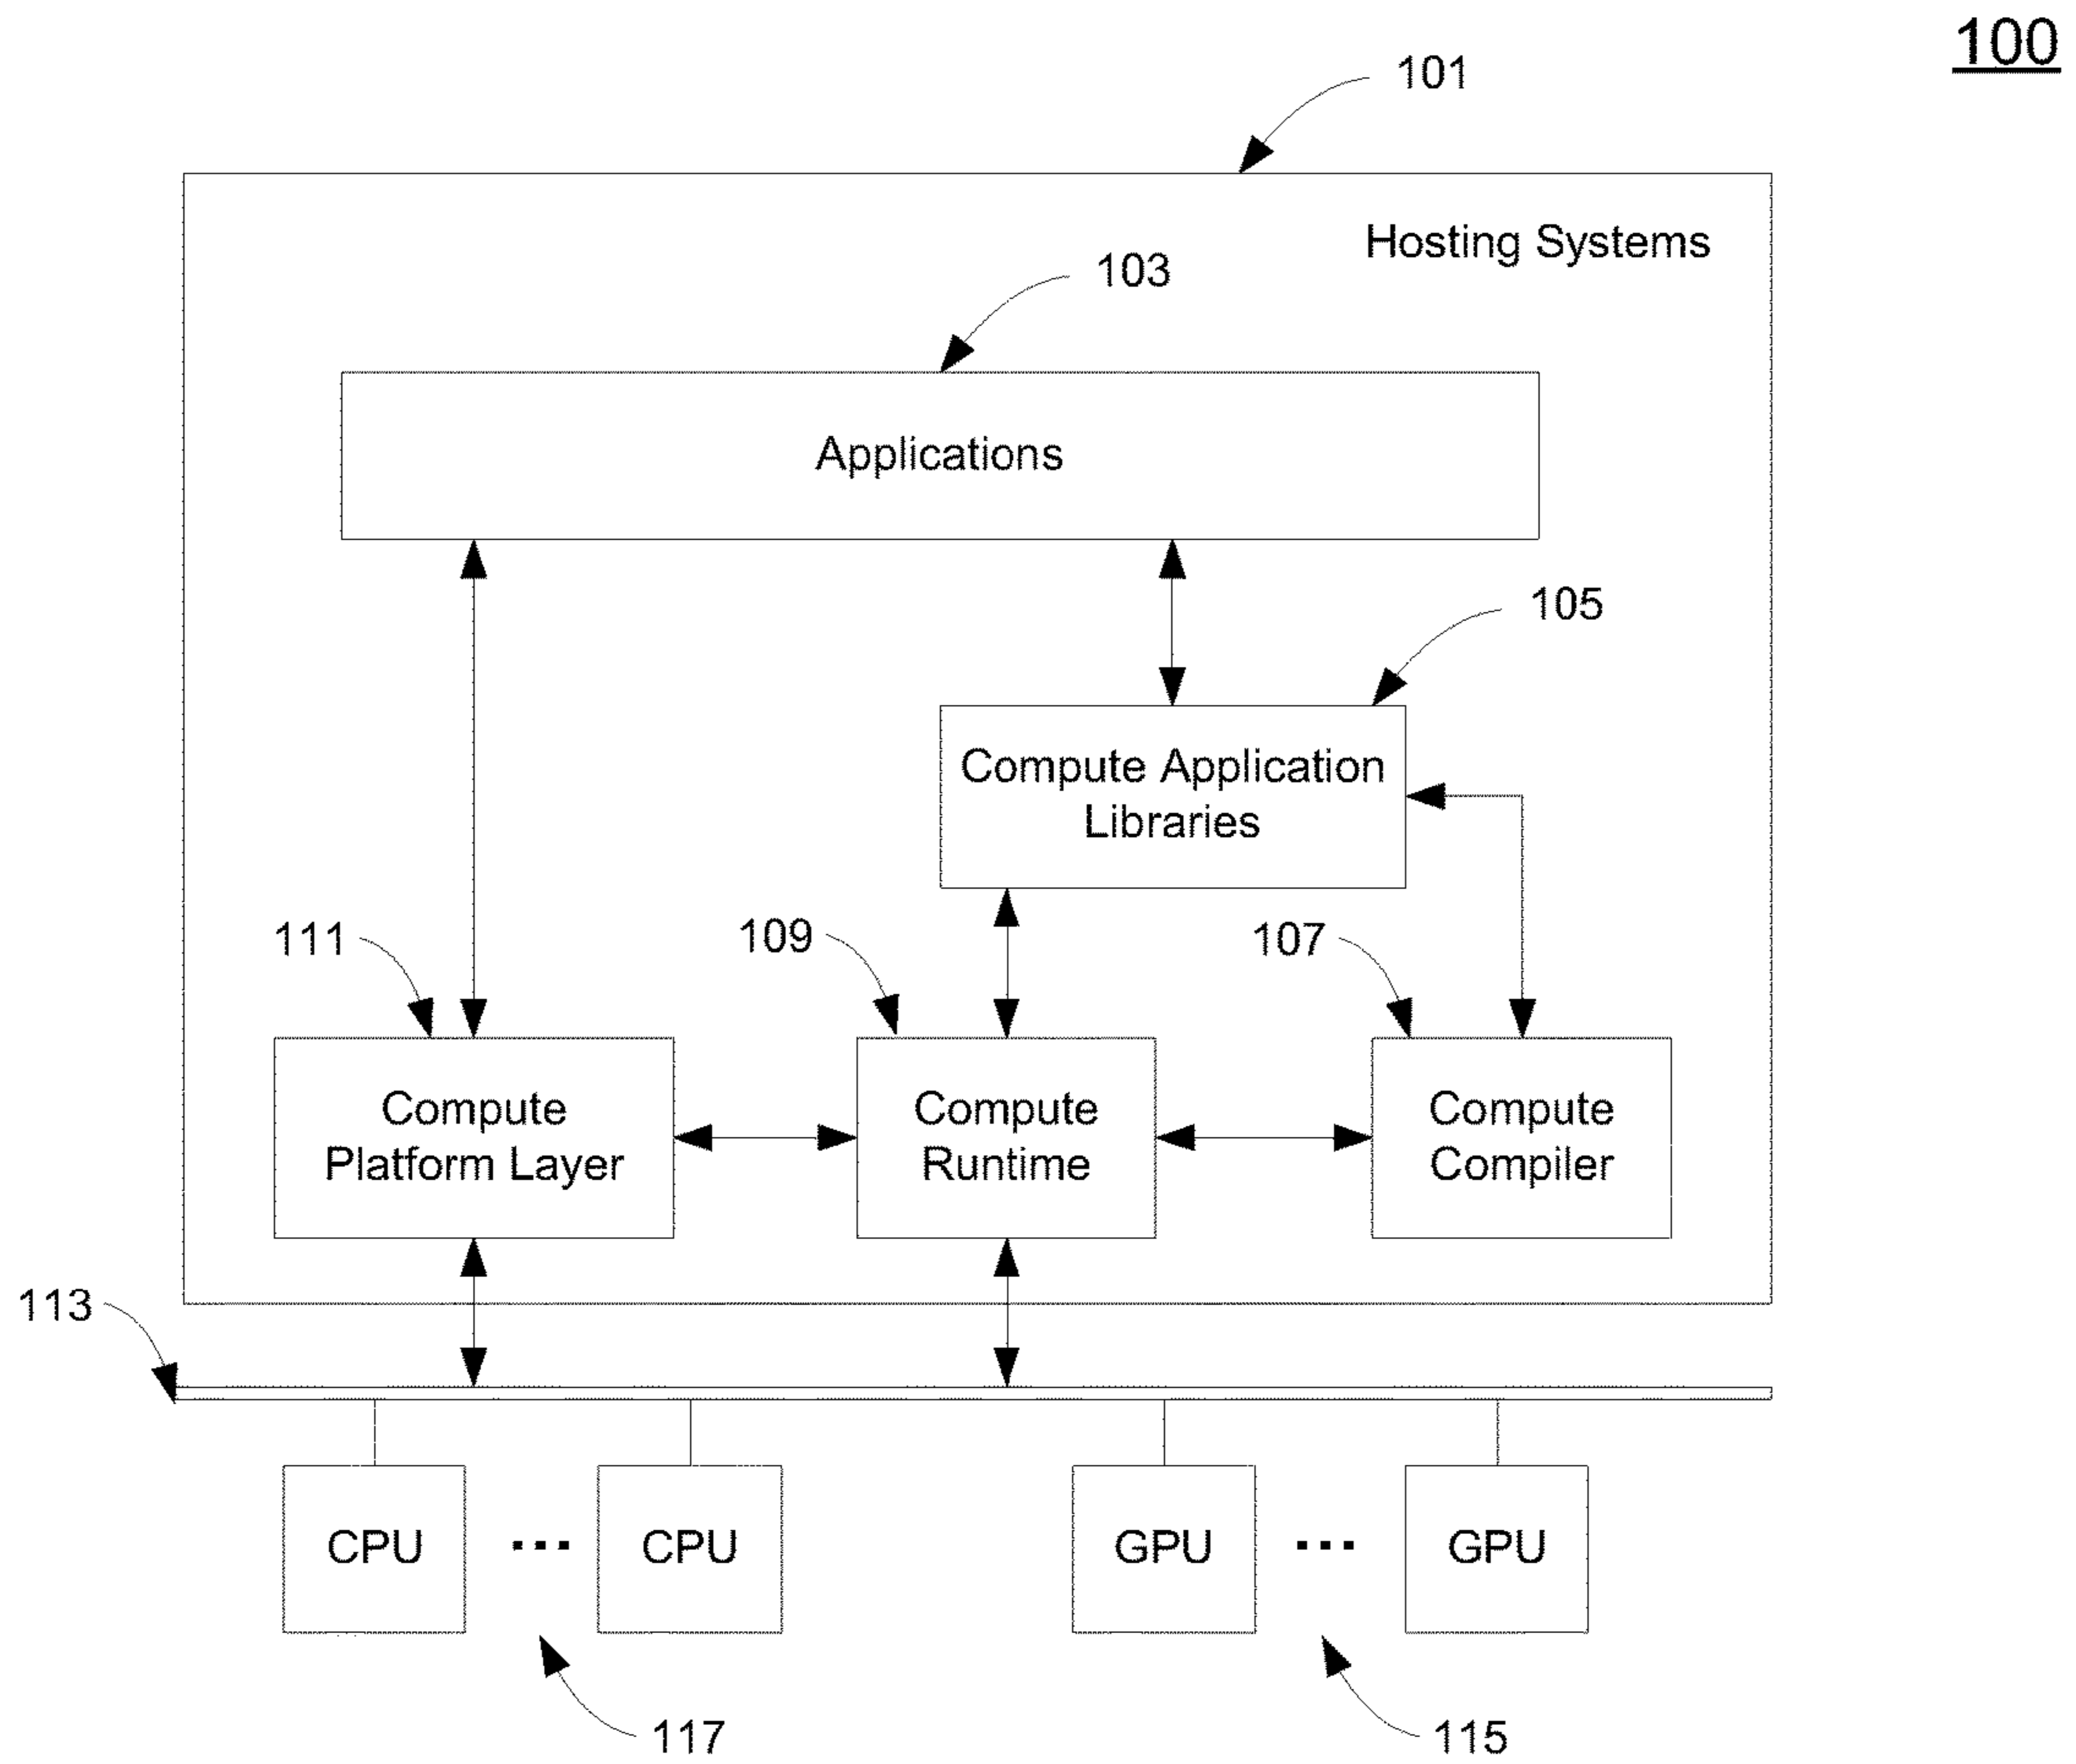 100
101
Hosting Systems
103
Applications
105
Compute Application
Libraries
111
109
107
Compute
Platform Layer
Compute
Runtime
Compute
Compiler
113
CPU
...
CPU
GPU
...
GPU
117
115